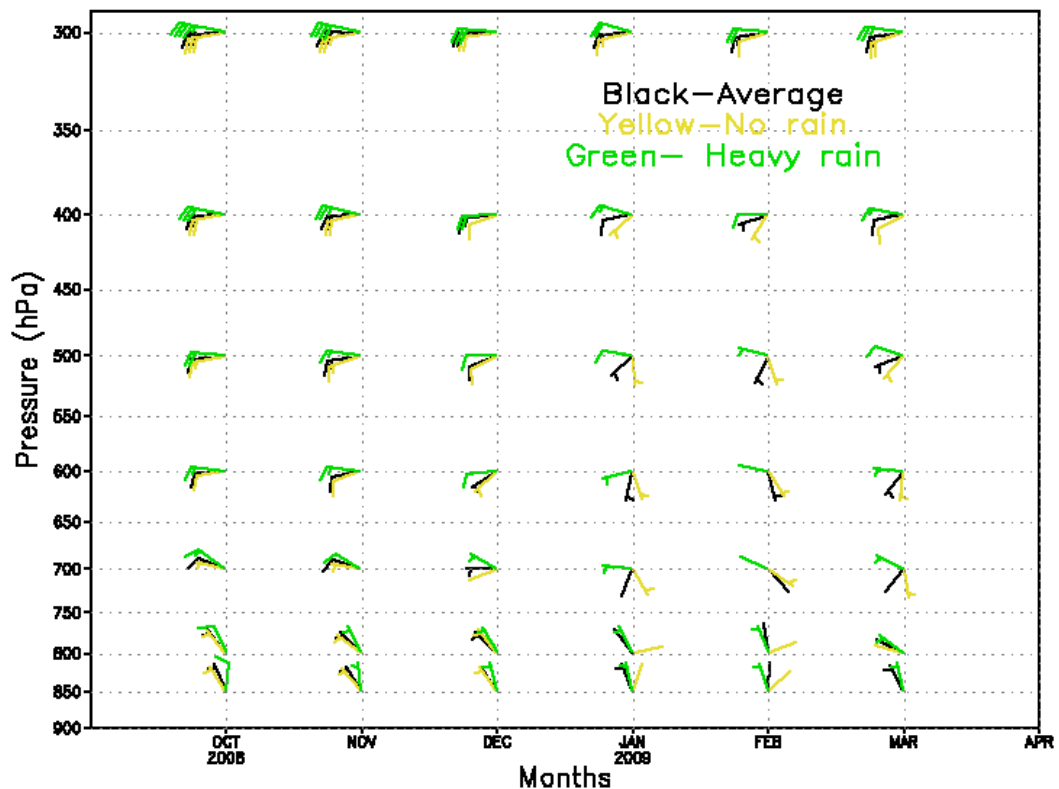 300
Black-Average
Yellow-No rain
Green- Heavy rain
350
400
450
500
550
600
650
700
750
800
850
900
Pressure (hPa)
OCT NOV DEC JAN FEB MAR APR
2008 2009
Months